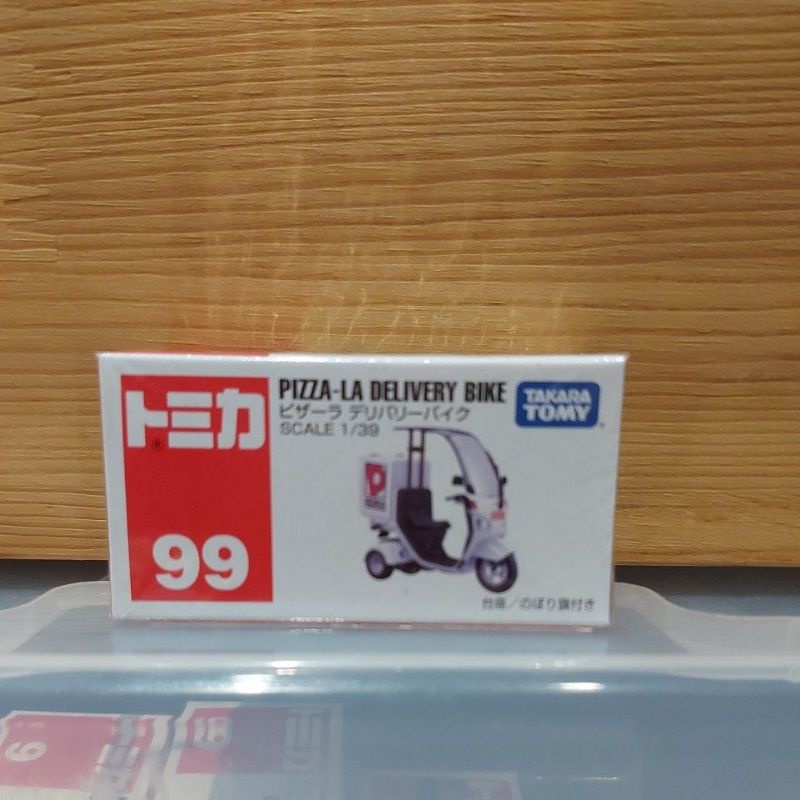 トミカ
®
99
PIZZA-LA DELIVERY BIKE
ピザーラ デリバリーバイク
SCALE 1/39
TAKARA
TOMY
台座/のぼり旗付き
P